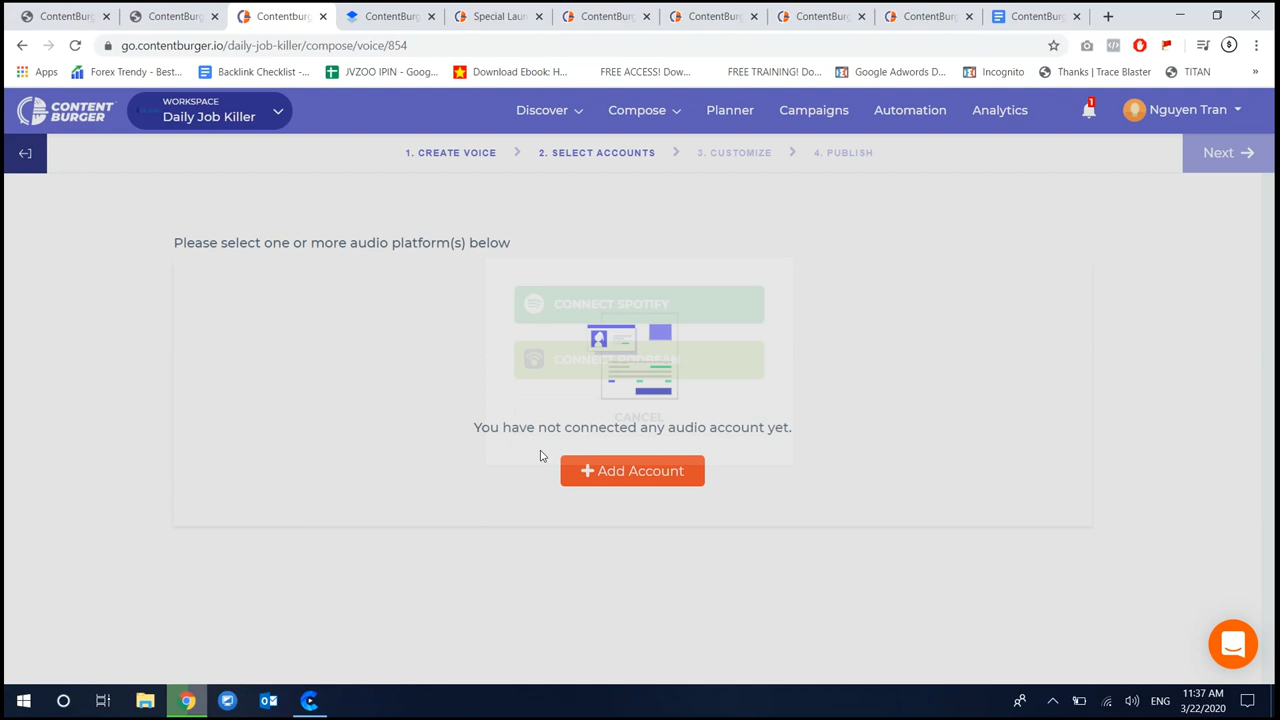 ContentBurg
ContentBurg
Contentburg
ContentBurg
Special Laun
ContentBurg
ContentBurg
ContentBurg
ContentBurg
ContentBurg
go.contentburger.io/daily-job-killer/compose/voice/854
Apps
Forex Trendy - Best...
Backlink Checklist -...
JVZOO IPIN - Goog...
Download Ebook: H...
FREE ACCESS! Dow...
FREE TRAINING! Do...
Google Adwords D...
Incognito
Thanks | Trace Blaster
TITAN
»
CONTENT
BURGER
WORKSPACE
Daily Job Killer
Discover
Compose
Planner
Campaigns
Automation
Analytics
1
Nguyen Tran
1. CREATE VOICE
2. SELECT ACCOUNTS
3. CUSTOMIZE
4. PUBLISH
Next
Please select one or more audio platform(s) below
CONNECT SPOTIFY
CONNECT PODBEAN
CANCEL
You have not connected any audio account yet.
+ Add Account
ENG
11:37 AM
3/22/2020